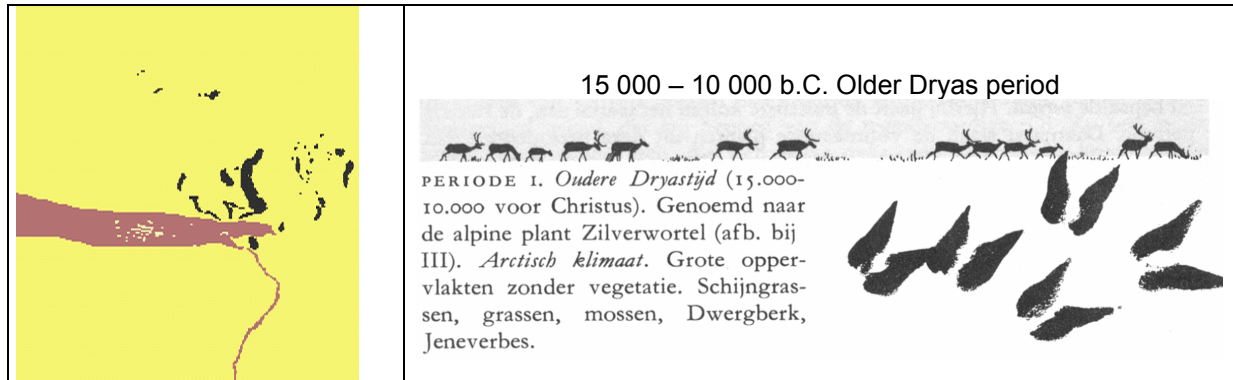 15 000 – 10 000 b.C. Older Dryas period
PERIODE I. Oudere Dryastijd (15.000-
10.000 voor Christus). Genoemd naar
de alpine plant Zilverwortel (afb. bij
III). Arctisch klimaat. Grote opper-
vlakten zonder vegetatie. Schijngras-
sen, grassen, mossen, Dwergberk,
Jeneverbes.